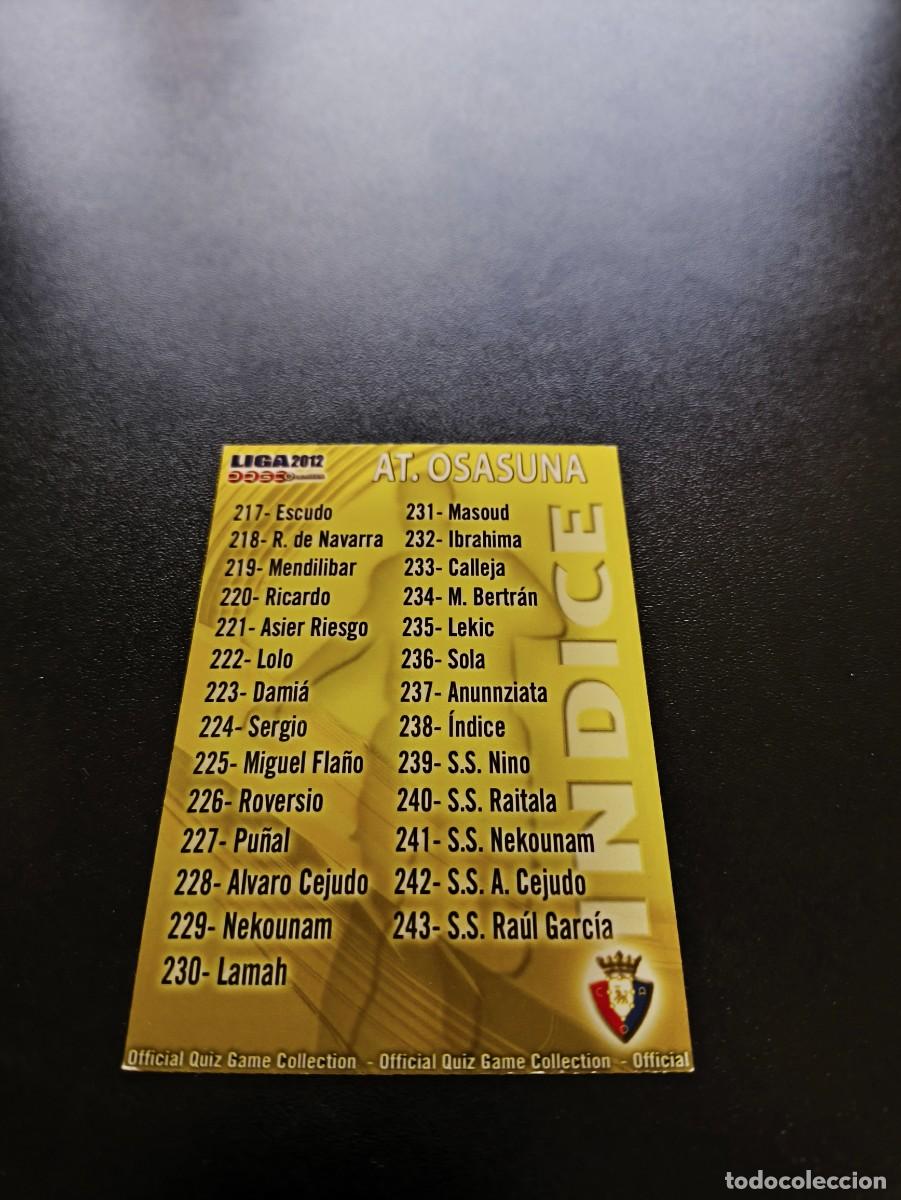 LIGA 2012
AT. OSASUNA
217- Escudo
218- R. de Navarra
219- Mendilibar
220- Ricardo
221- Asier Riesgo
222- Lolo
223- Damiá
224- Sergio
225- Miguel Flaño
226- Roversio
227- Puñal
228- Alvaro Cejudo
229- Nekounam
230- Lamah
231- Masoud
232- Ibrahima
233- Calleja
234- M. Bertrán
235- Lekic
236- Sola
237- Anunnziata
238- Índice
239- S.S. Nino
240- S.S. Raitala
241- S.S. Nekounam
242- S.S. A. Cejudo
243- S.S. Raúl García
INDICE
Official Quiz Game Collection - Official Quiz Game Collection - Official
todocoleccion